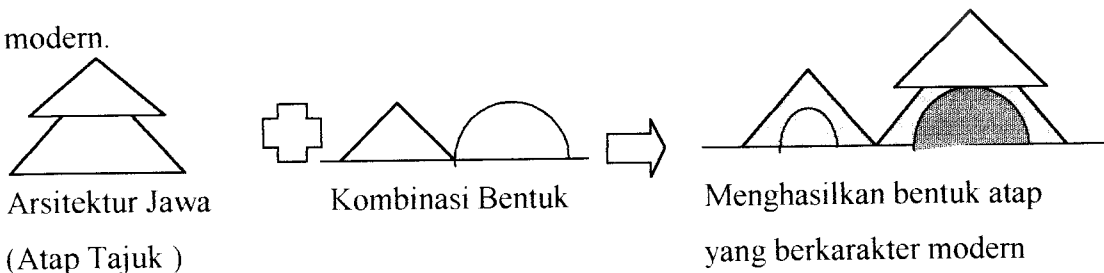 modern.
Arsitektur Jawa
(Atap Tajuk )
Kombinasi Bentuk
Menghasilkan bentuk atap
yang berkarakter modern